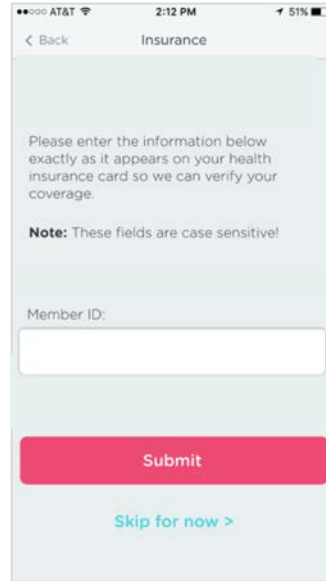 ●●○○○ AT&T 2:12 PM 51%
< Back Insurance
Please enter the information below
exactly as it appears on your health
insurance card so we can verify your
coverage.
Note: These fields are case sensitive!
Member ID:
Submit
Skip for now >